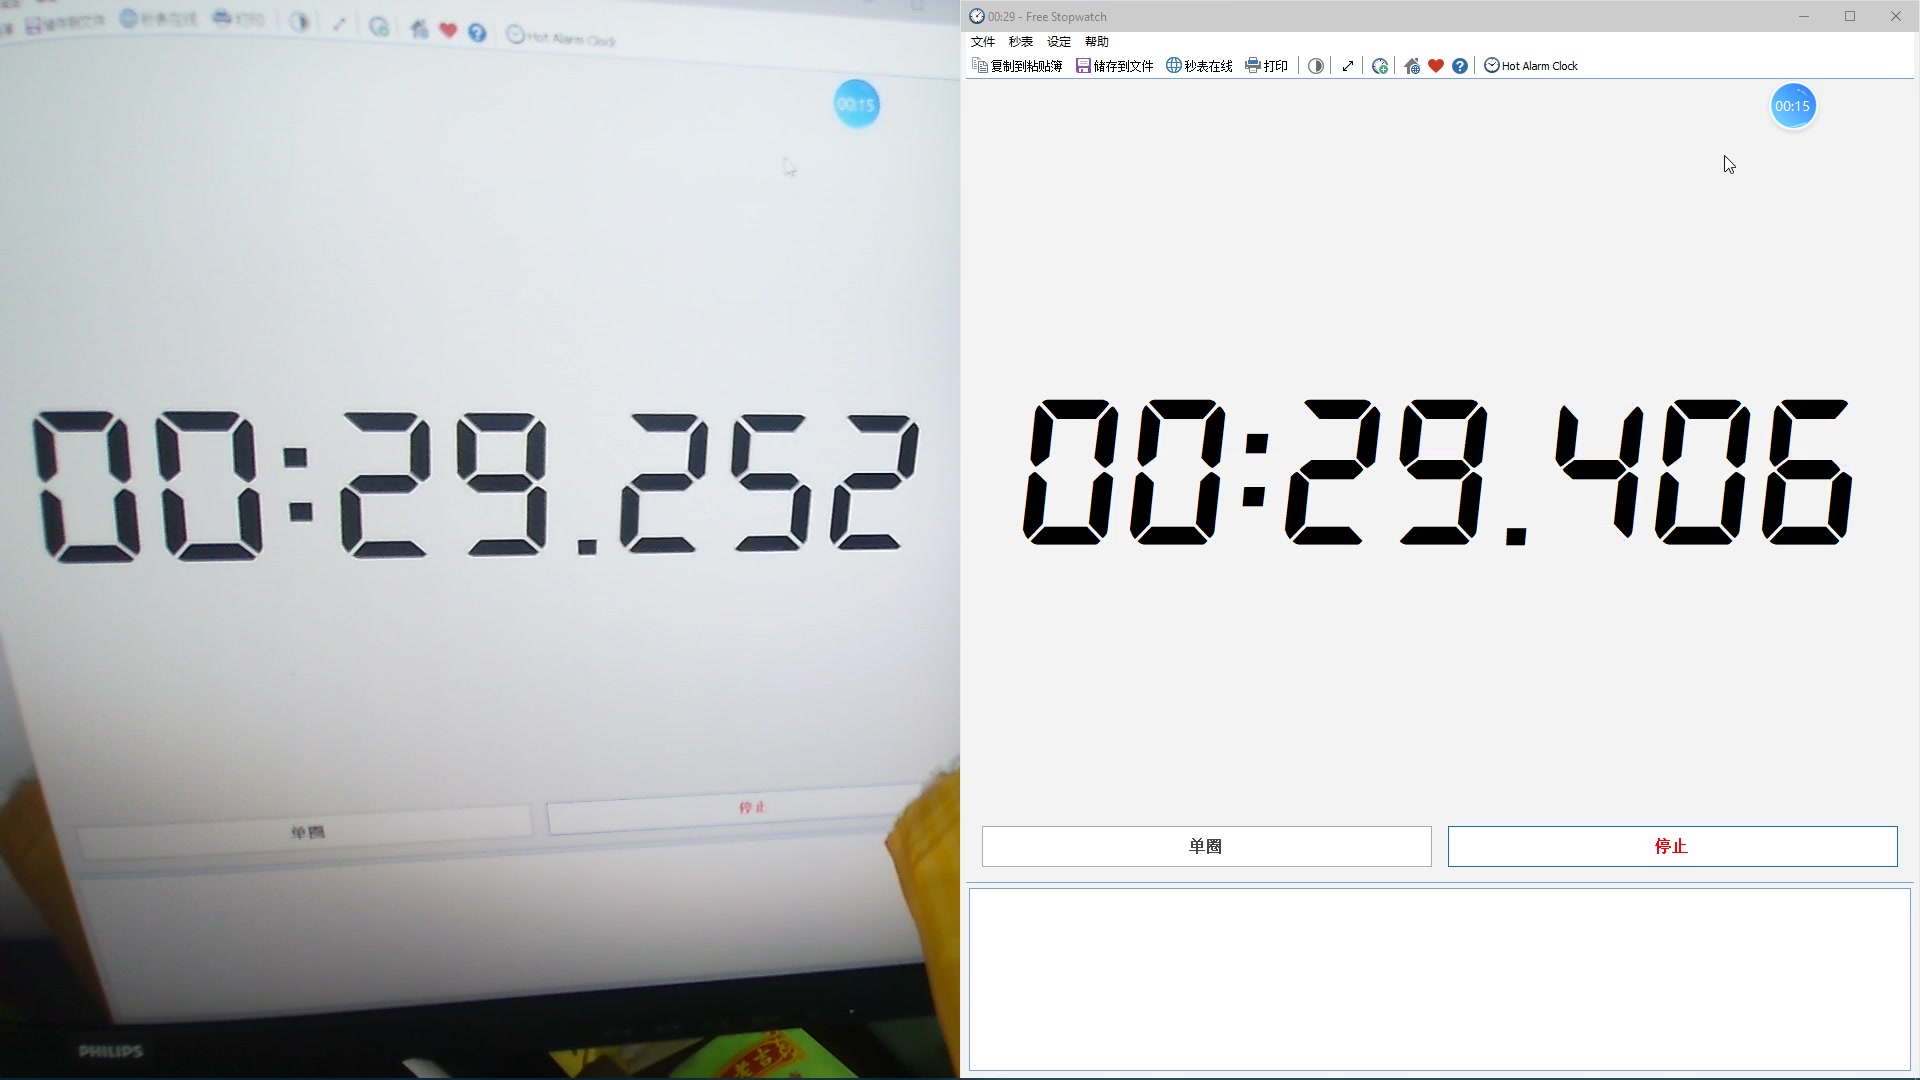 储存到文件 秒表在线 打印 Hot Alarm Clock
00:15
00:29.252
单圈 停止
PHILIPS
老吉
00:29 - Free Stopwatch
文件 秒表 设定 帮助
复制到粘贴簿 储存到文件 秒表在线 打印 Hot Alarm Clock
00:15
00:29.406
单圈 停止